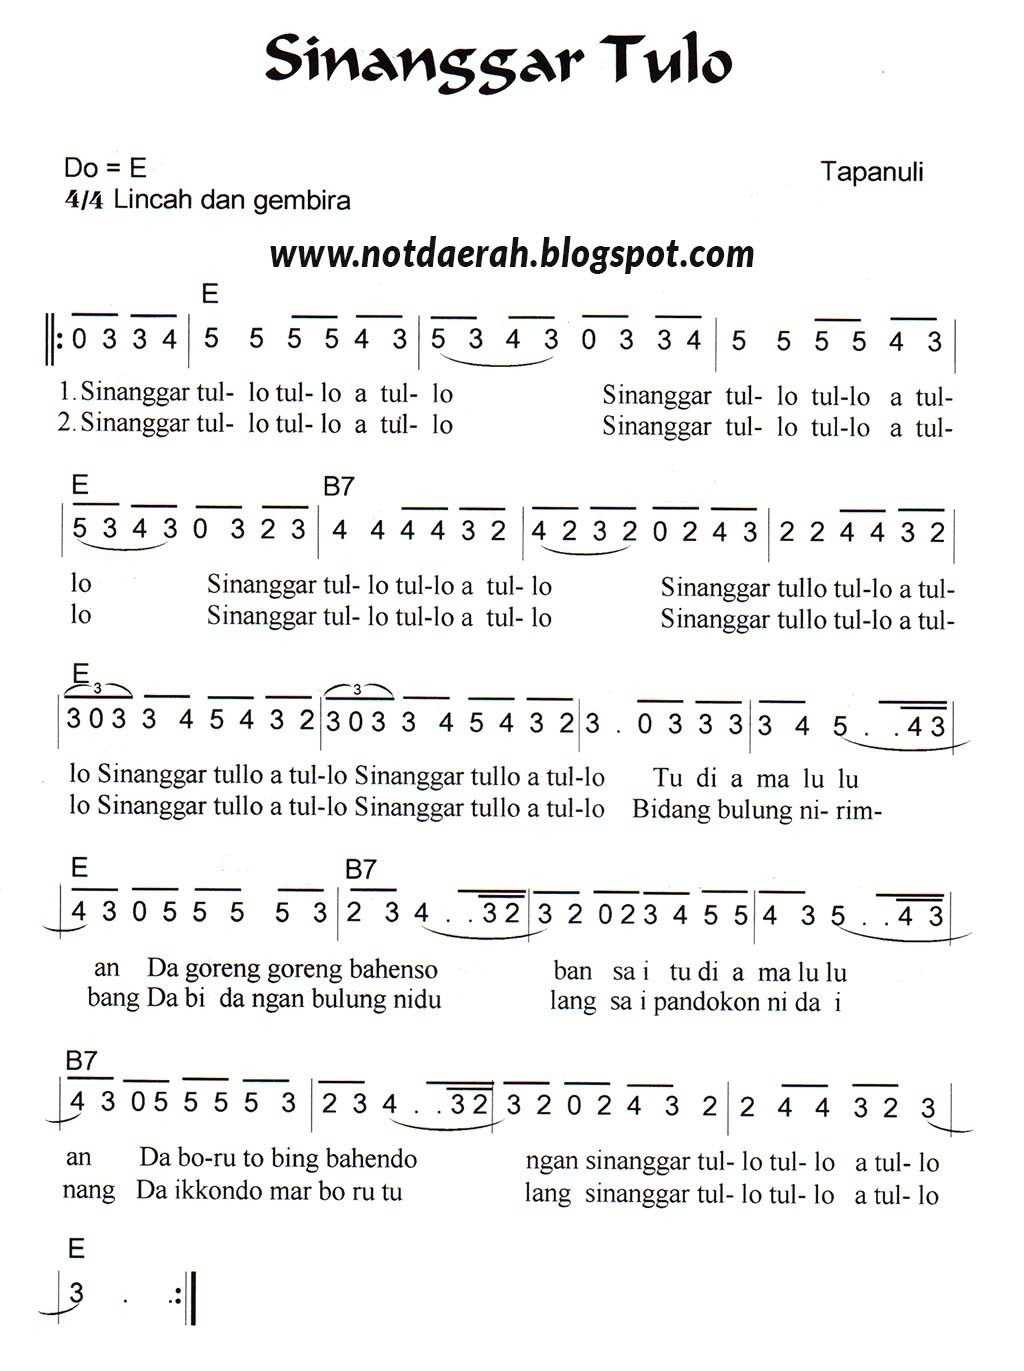 Sinanggar Tulo
Do = E
Tapanuli
4/4 Lincah dan gembira
www.notdaerah.blogspot.com
E
0 3 3 4 | 5 5 5 5 4 3 | 5 3 4 3 0 3 3 4 | 5 5 5 5 4 3 |
1. Sinanggar tul- lo tul- lo a tul- lo Sinanggar tul- lo tul-lo a tul-
2. Sinanggar tul- lo tul- lo a tul- lo Sinanggar tul- lo tul-lo a tul-
E B7
| 5 3 4 3 0 3 2 3 | 4 4 4 4 3 2 | 4 2 3 2 0 2 4 3 | 2 2 4 4 3 2 |
lo Sinanggar tul- lo tul-lo a tul- lo Sinanggar tullo tul-lo a tul-
lo Sinanggar tul- lo tul-lo a tul- lo Sinanggar tullo tul-lo a tul-
E
3 3
| 3 0 3 3 4 5 4 3 2 | 3 0 3 3 4 5 4 3 2 | 3 . 0 3 3 3 | 3 4 5 . . 4 3 |
lo Sinanggar tullo a tul-lo Sinanggar tullo a tul-lo Tu di a ma lu lu
lo Sinanggar tullo a tul-lo Sinanggar tullo a tul-lo Bidang bulung ni- rim-
E B7
| 4 3 0 5 5 5 5 3 | 2 3 4 . . 3 2 | 3 2 0 2 3 4 5 5 | 4 3 5 . . 4 3 |
an Da goreng goreng bahenso ban sa i tu di a ma lu lu
bang Da bi da ngan bulung nidu lang sa i pandokon ni da i
B7
| 4 3 0 5 5 5 5 3 | 2 3 4 . . 3 2 | 3 2 0 2 4 3 2 | 2 4 4 3 2 3 |
an Da bo-ru to bing bahendo ngan sinanggar tul- lo tul- lo a tul- lo
nang Da ikkondo mar bo ru tu lang sinanggar tul- lo tul- lo a tul- lo
E
| 3 . . :||